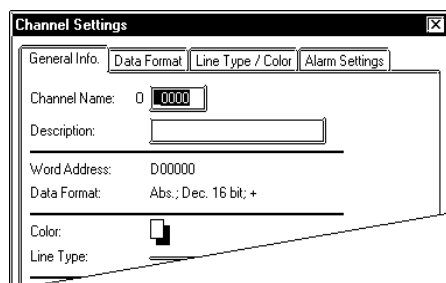 Channel Settings
General Info. Data Format Line Type / Color Alarm Settings
Channel Name: 0 0000
Description:
Word Address: D00000
Data Format: Abs.; Dec. 16 bit; +
Color:
Line Type: